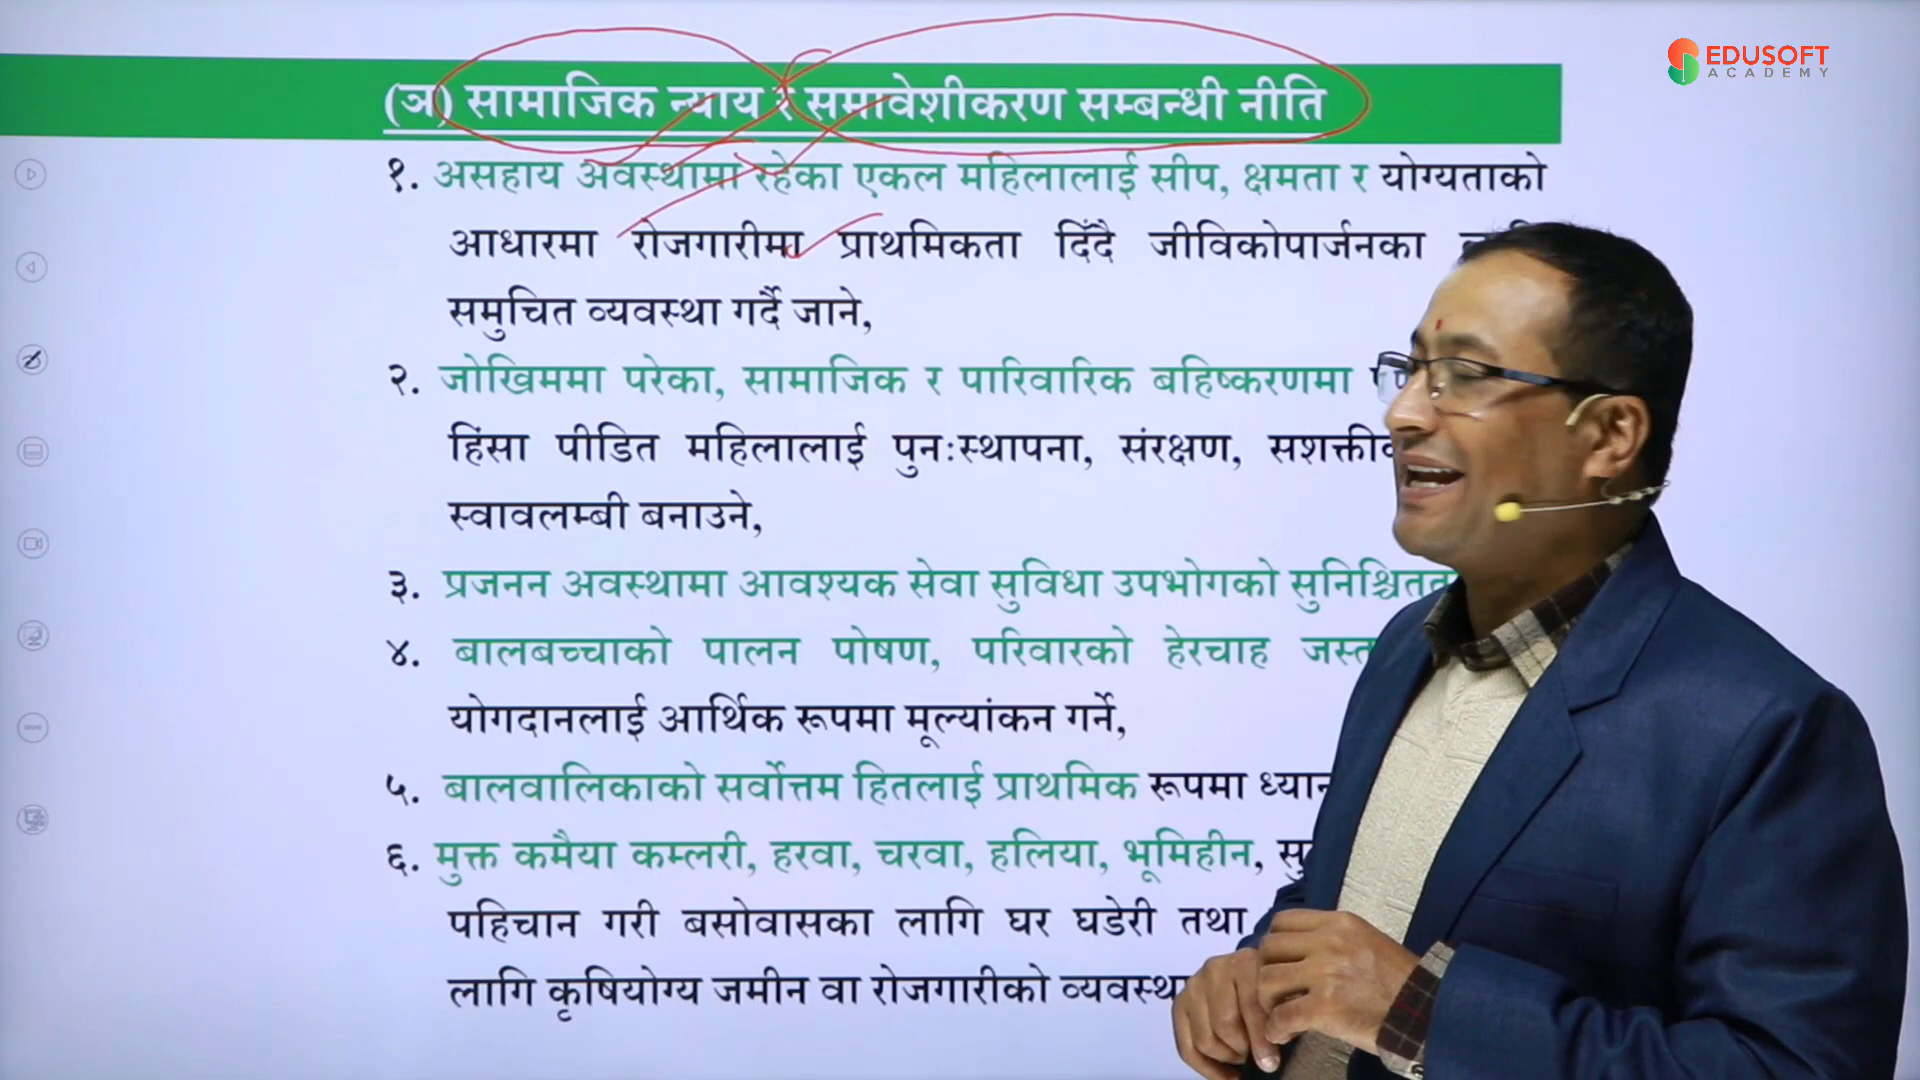 EDUSOFT
ACADEMY
(ञ) सामाजिक न्याय र समावेशीकरण सम्बन्धी नीति
१. असहाय अवस्थामा रहेका एकल महिलालाई सीप, क्षमता र योग्यताको
आधारमा रोजगारीमा प्राथमिकता दिँदै जीविकोपार्जनका
समुचित व्यवस्था गर्दै जाने,
२. जोखिममा परेका, सामाजिक र पारिवारिक बहिष्करणमा
हिंसा पीडित महिलालाई पुनःस्थापना, संरक्षण,
स्वावलम्बी बनाउने,
३. प्रजनन अवस्थामा आवश्यक सेवा सुविधा उपभोगको
४. बालबच्चाको पालन पोषण, परिवारको हेरचाह
योगदानलाई आर्थिक रूपमा मूल्यांकन गर्ने,
५. बालवालिकाको सर्वोत्तम हितलाई प्राथमिक रूपमा
६. मुक्त कमैया कम्लरी, हरवा, चरवा, हलिया, भूमिहीन,
पहिचान गरी बसोवासका लागि घर घडेरी तथा
लागि कृषियोग्य जमीन वा रोजगारीको